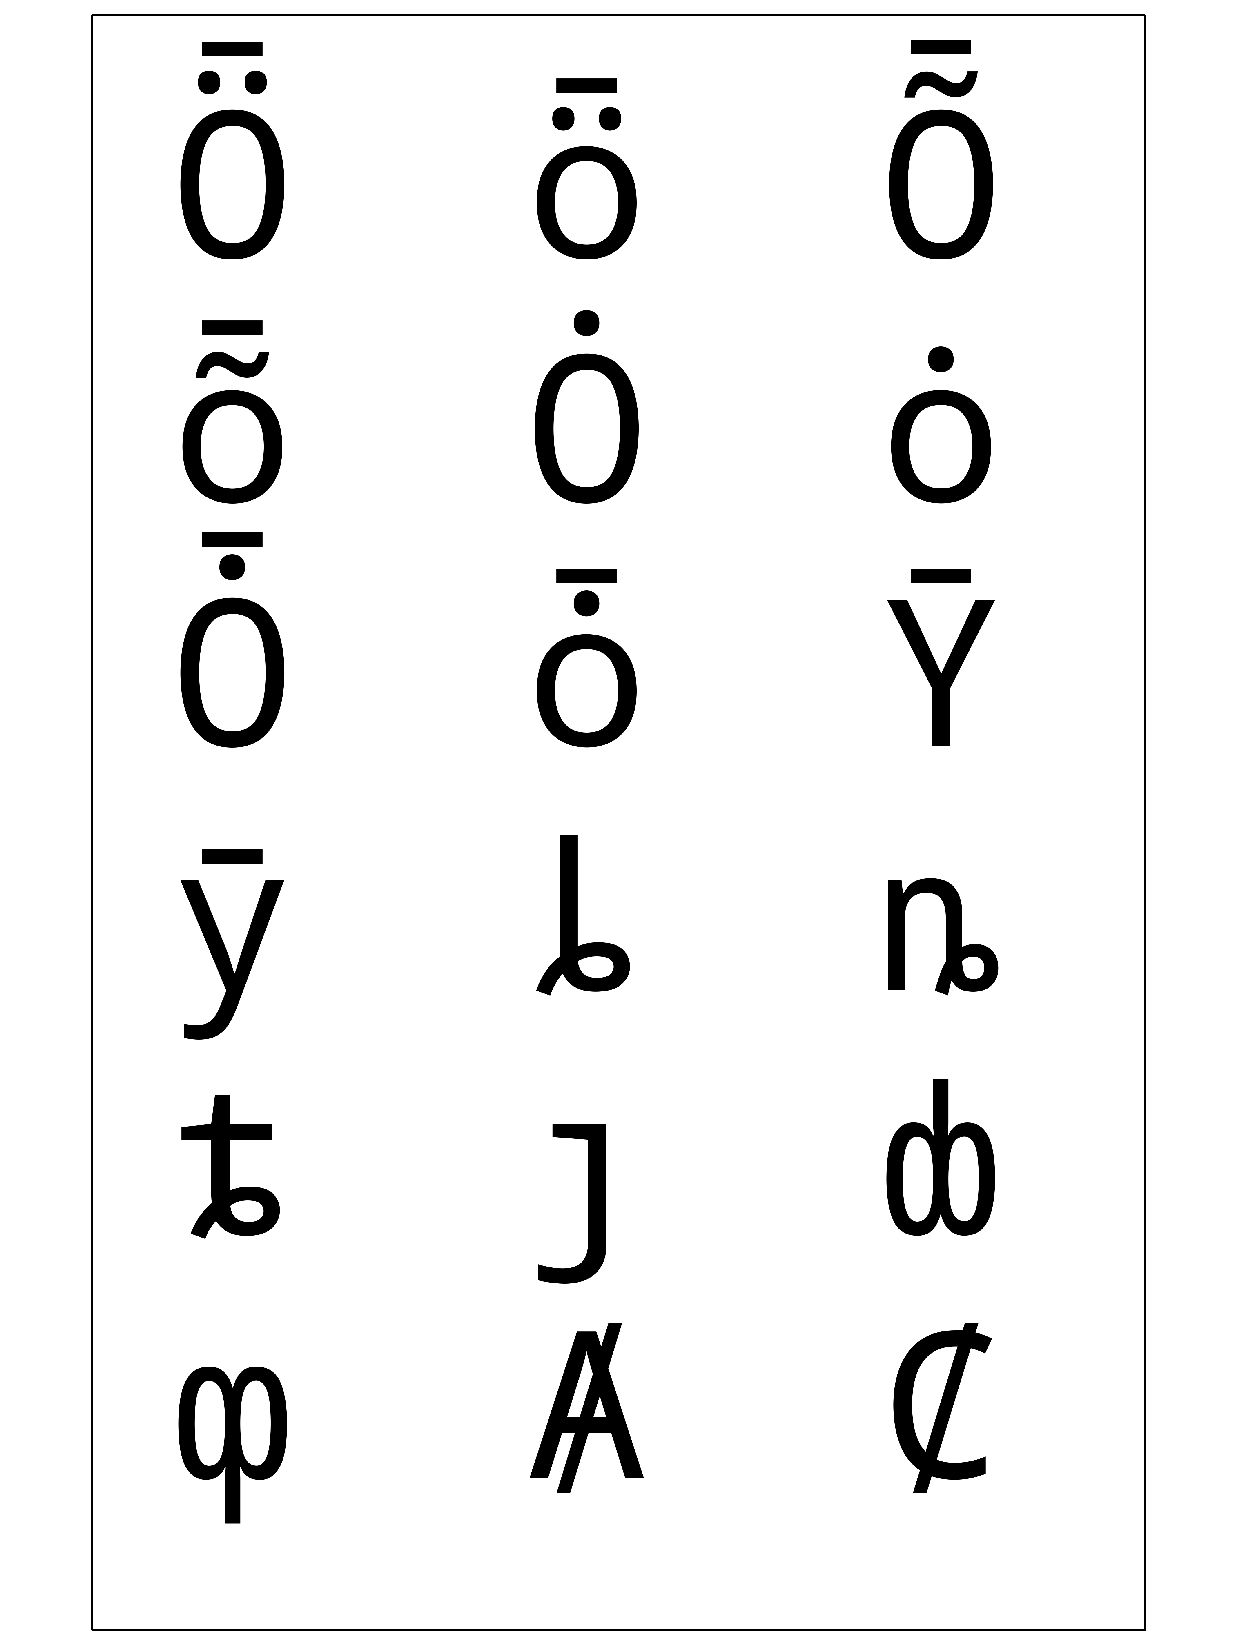 Ȫ ȫ Ȭ
ȭ Ȯ ȯ
Ȱ ȱ Ȳ
ȳ ȴ ȵ
ȶ ȷ ȸ
ȹ Ⱥ Ȼ